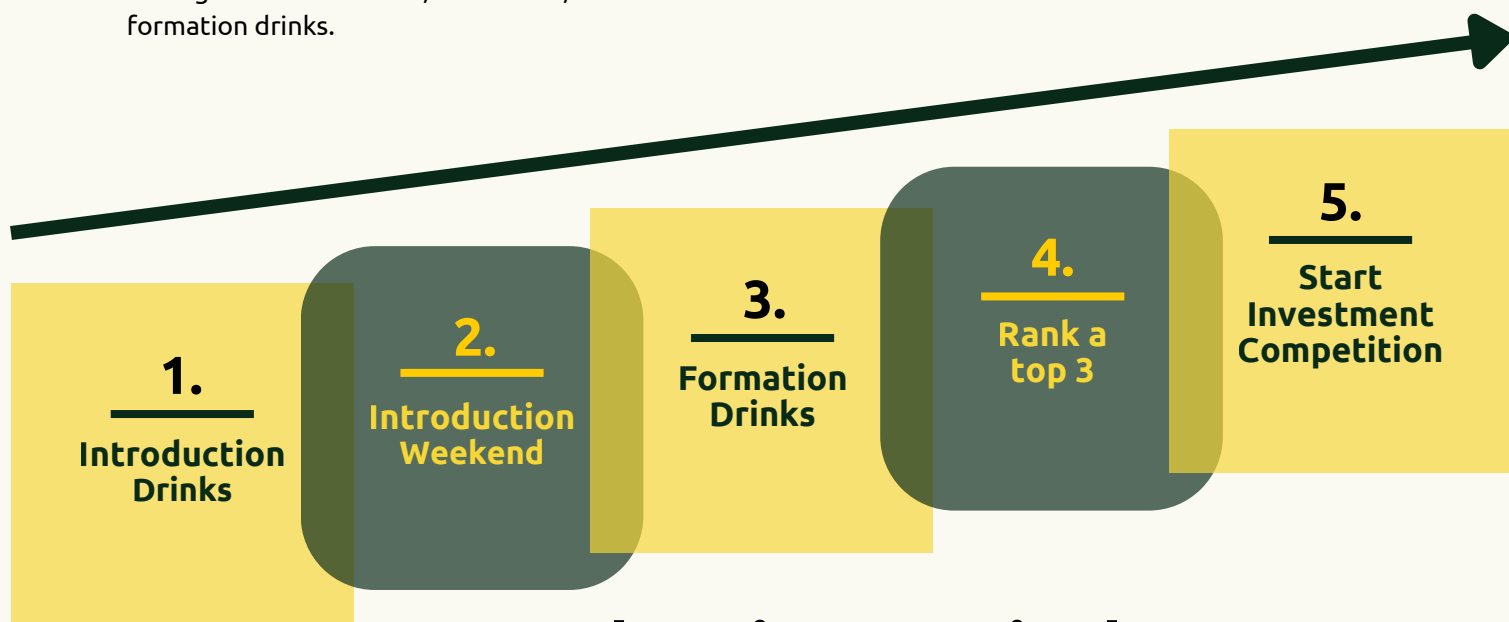 formation drinks.
1.
Introduction
Drinks
2.
Introduction
Weekend
3.
Formation
Drinks
4.
Rank a
top 3
5.
Start
Investment
Competition